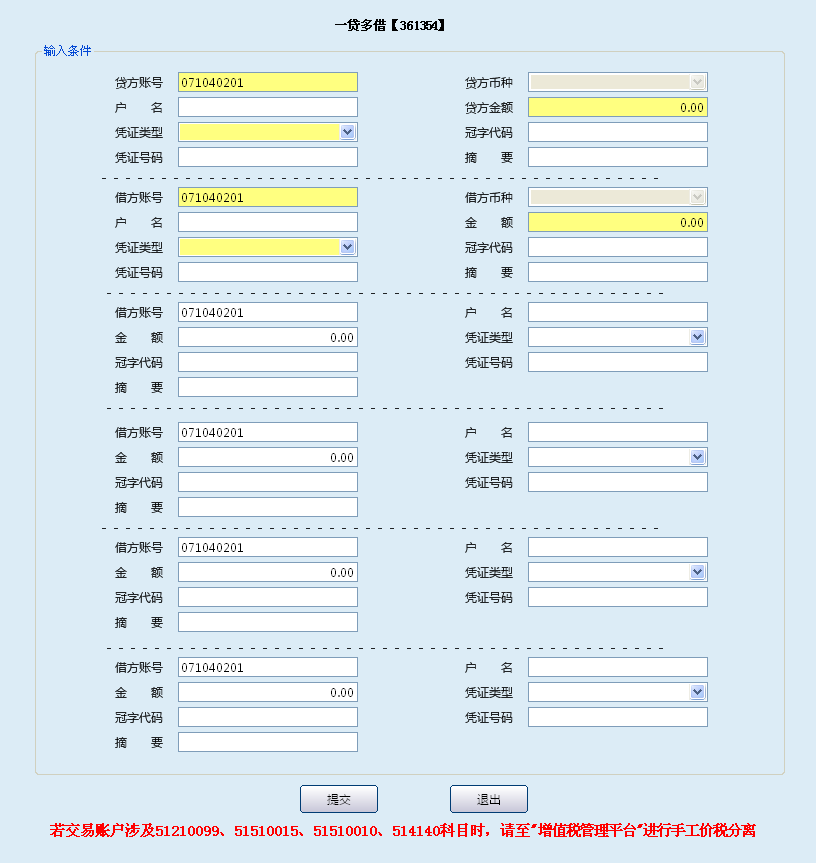 一贷多借【361354】
输入条件
贷方账号 071040201 贷方币种
户 名 贷方金额 0.00
凭证类型 冠字代码
凭证号码 摘 要
借方账号 071040201 借方币种
户 名 金 额 0.00
凭证类型 冠字代码
凭证号码 摘 要
借方账号 071040201 户 名
金 额 0.00 凭证类型
冠字代码 凭证号码
摘 要
借方账号 071040201 户 名
金 额 0.00 凭证类型
冠字代码 凭证号码
摘 要
借方账号 071040201 户 名
金 额 0.00 凭证类型
冠字代码 凭证号码
摘 要
借方账号 071040201 户 名
金 额 0.00 凭证类型
冠字代码 凭证号码
摘 要
提交 退出
若交易账户涉及51210099、51510015、51510010、514140科目时，请至"增值税管理平台"进行手工价税分离